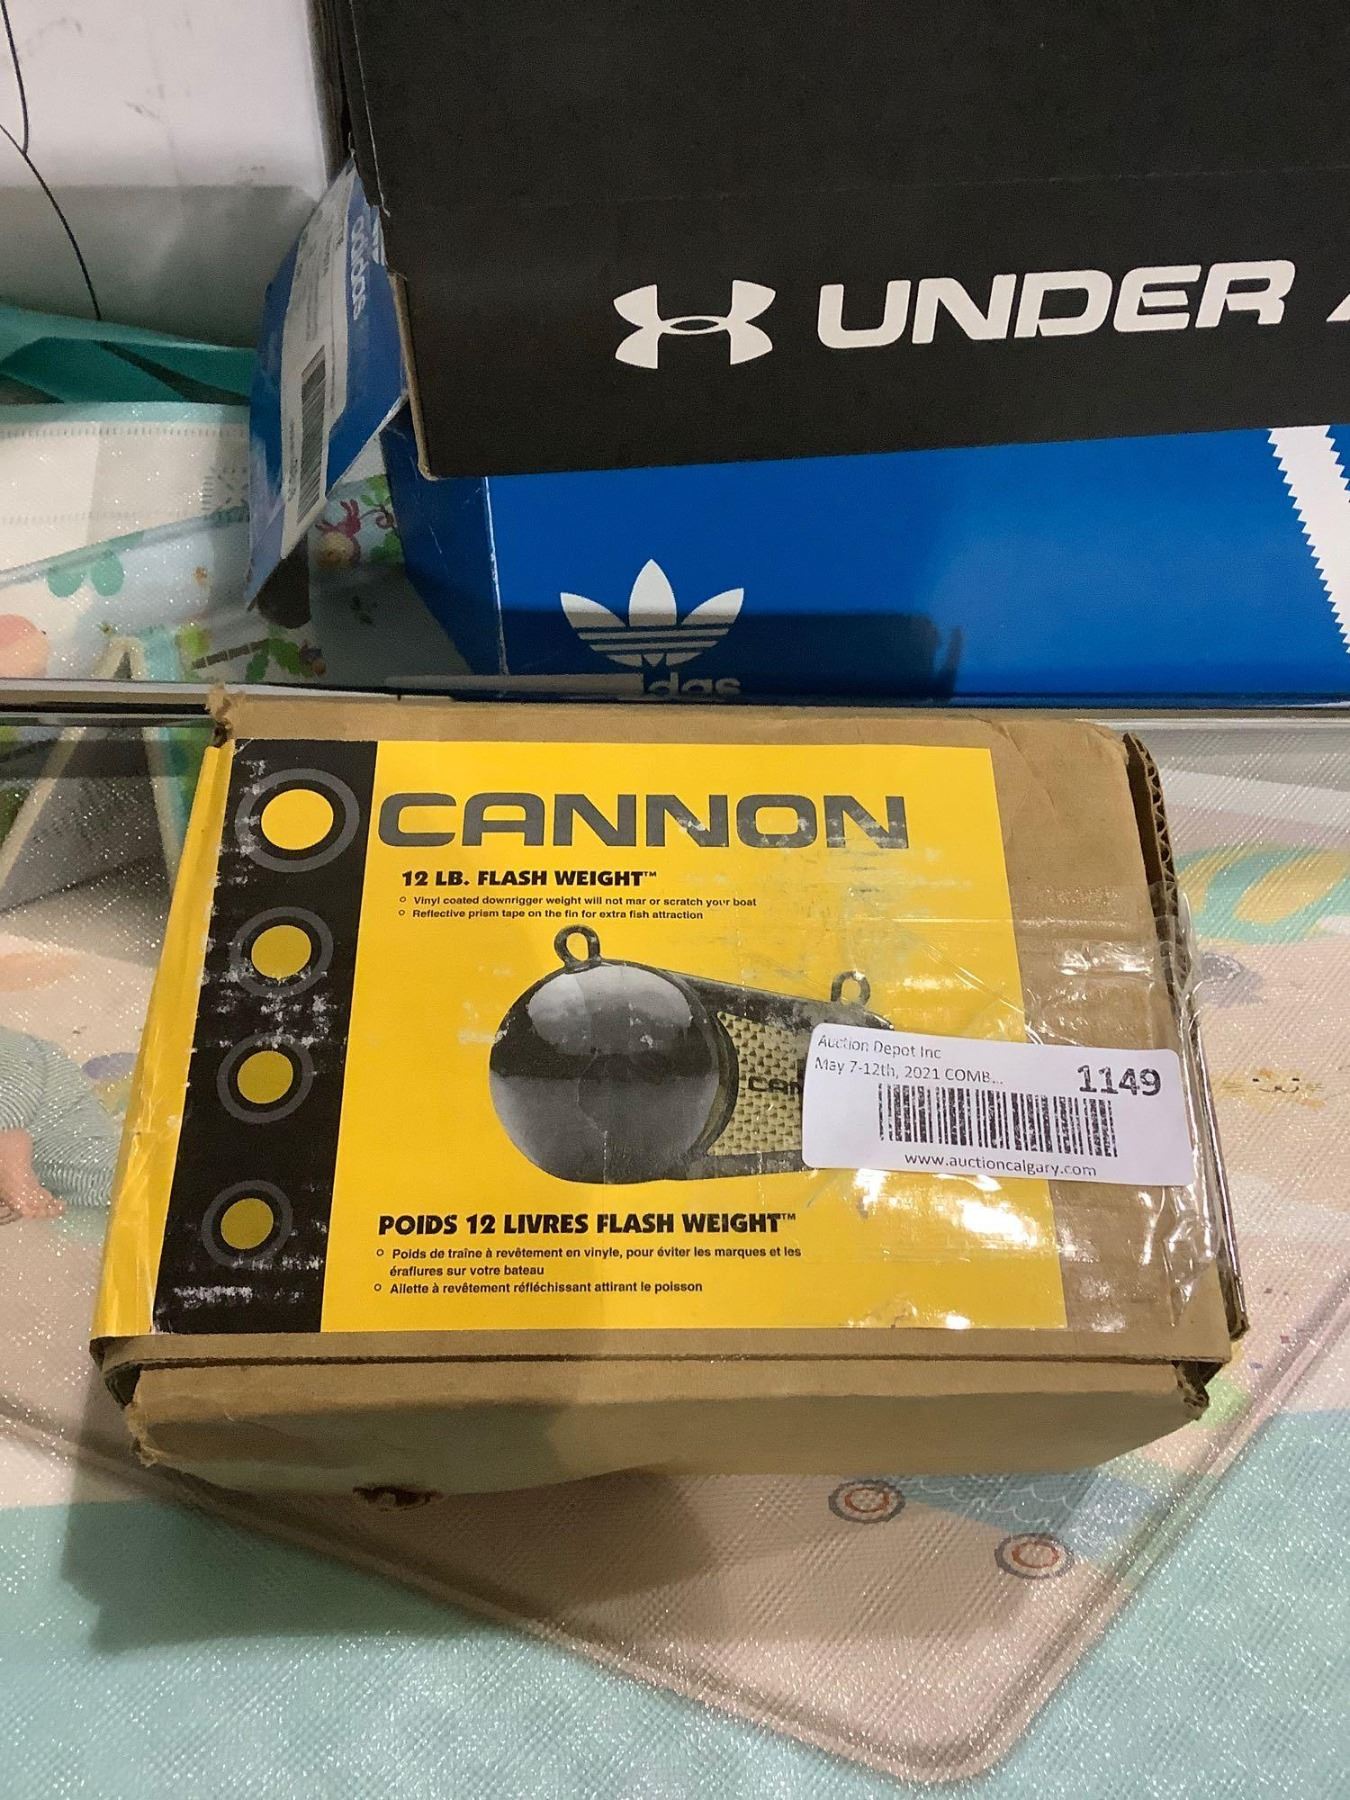 adidas
UNDER
das
CANNON
12 LB. FLASH WEIGHT™
Vinyl coated downrigger weight will not mar or scratch your boat
Reflective prism tape on the fin for extra fish attraction
CAN
Auction Depot Inc
May 7-12th, 2021 COMB...
1149
www.auctioncalgary.com
POIDS 12 LIVRES FLASH WEIGHT™
Poids de traîne à revêtement en vinyle, pour éviter les marques et les
éraflures sur votre bateau
Ailette à revêtement réfléchissant attirant le poisson